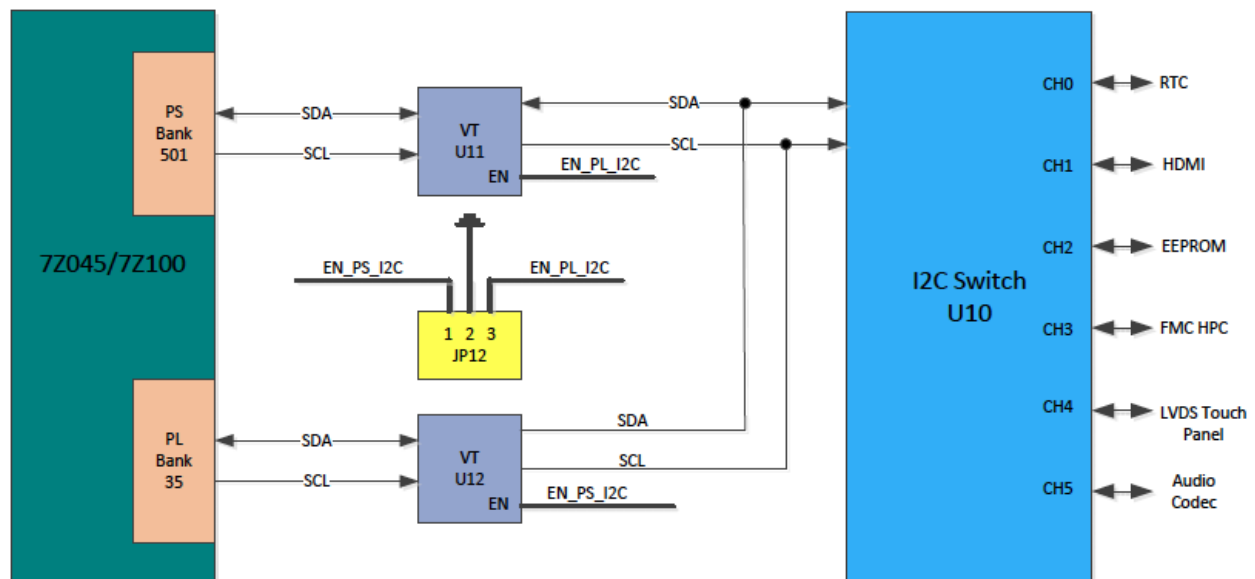 7Z045/7Z100
PS
Bank
501
SDA
SCL
VT
U11
EN
EN_PL_I2C
SDA
SCL
EN_PS_I2C
EN_PL_I2C
1 2 3
JP12
PL
Bank
35
SDA
SCL
VT
U12
EN
SDA
SCL
EN_PS_I2C
I2C Switch
U10
CH0
RTC
CH1
HDMI
CH2
EEPROM
CH3
FMC HPC
CH4
LVDS Touch
Panel
CH5
Audio
Codec